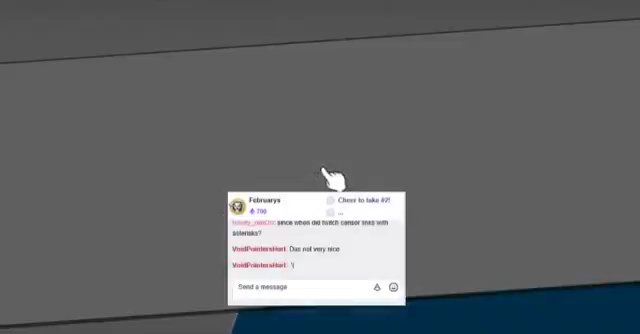 Februarys
Cheer to take #2!
700
...
since when did twitch censor links with
asterisks?
VoidPointersHurt: Das not very nice
VoidPointersHurt: :(
Send a message